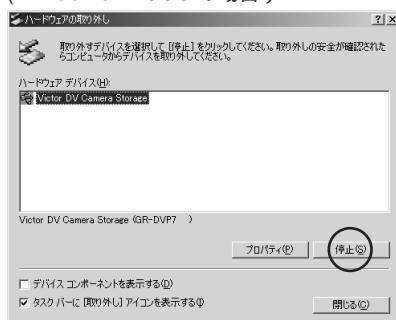 ハードウェアの取り外し
取り外すデバイスを選択して [停止] をクリックしてください。取り外しの安全が確認された
らコンピュータからデバイスを取り外してください。
ハードウェア デバイス(H):
Victor DV Camera Storage
Victor DV Camera Storage (GR-DVP7 )
プロパティ(P)
停止(S)
デバイス コンポーネントを表示する(D)
タスク バーに [取り外し] アイコンを表示する(I)
閉じる(C)